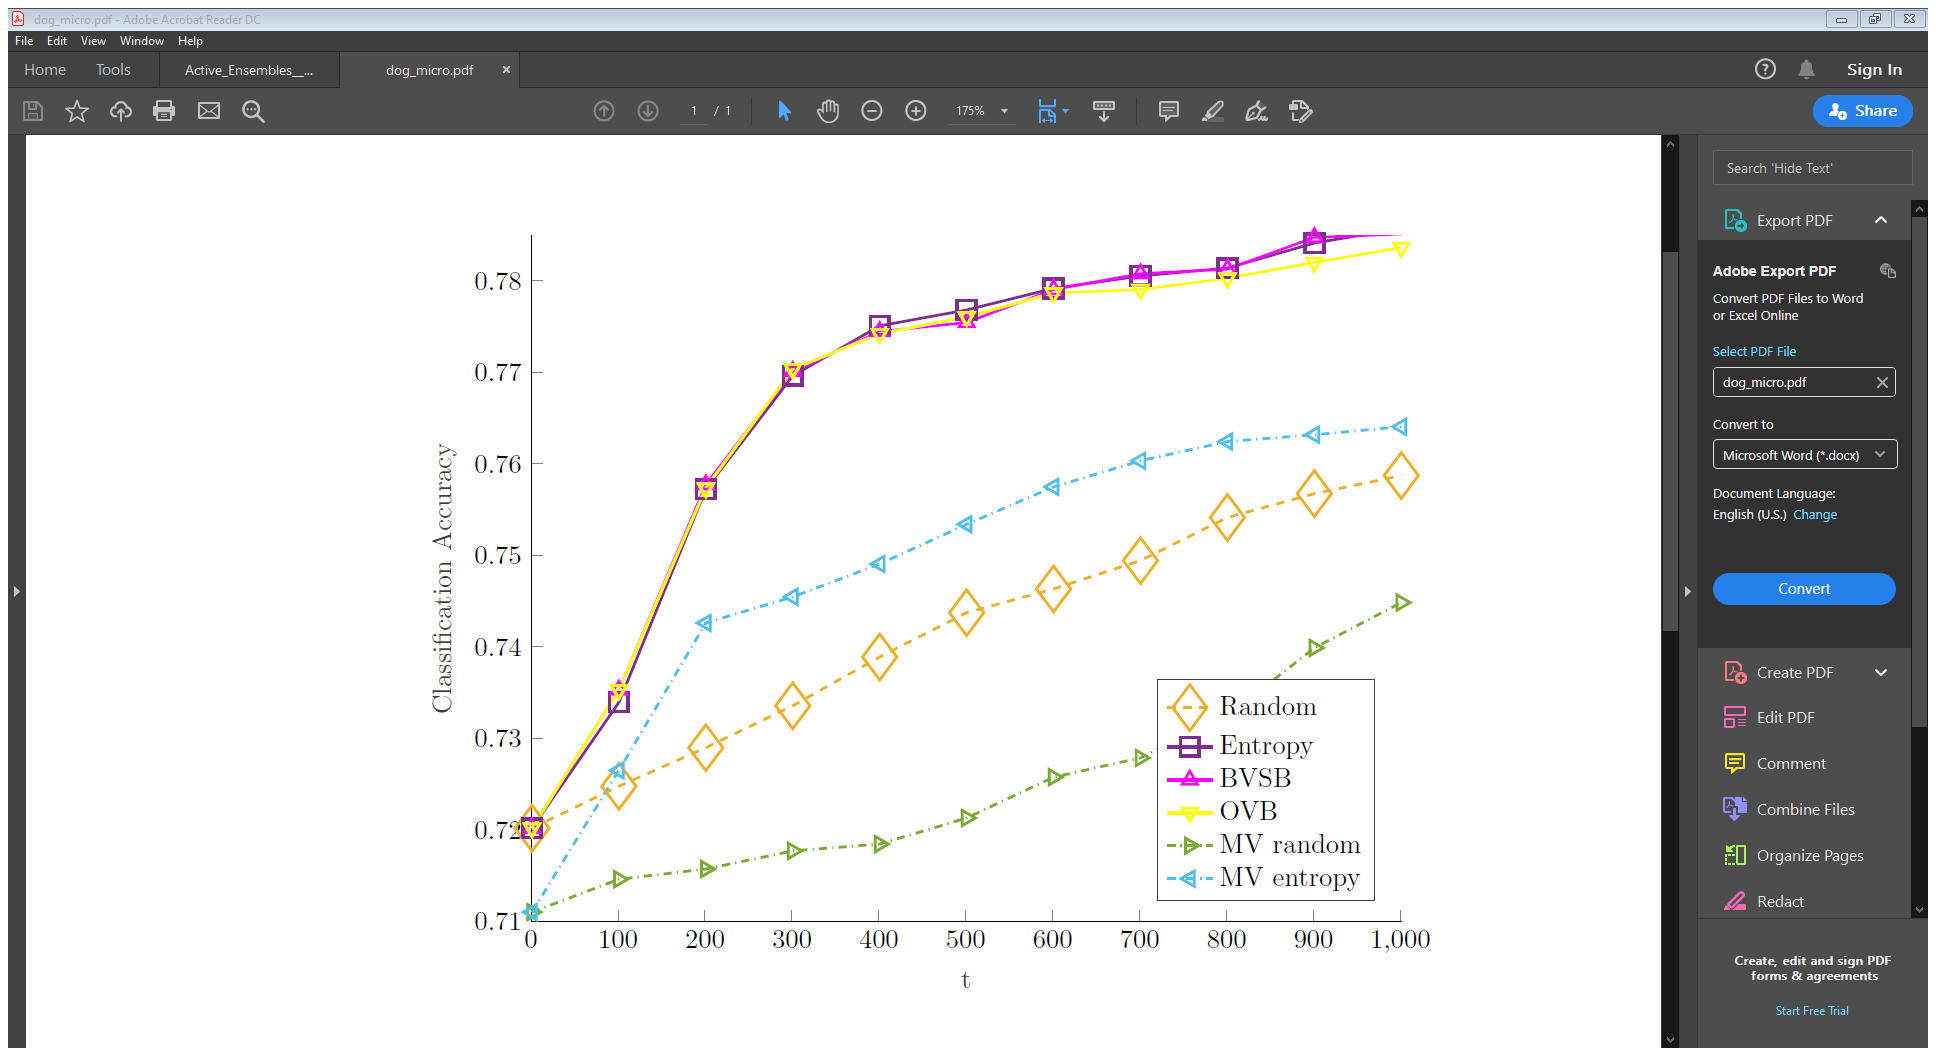 dog_micro.pdf - Adobe Acrobat Reader DC
File Edit View Window Help
Home Tools Active_Ensembles__... dog_micro.pdf ×
Sign In
1 / 1 175%
Share
Search 'Hide Text'
Export PDF
Adobe Export PDF
Convert PDF Files to Word
or Excel Online
Select PDF File
dog_micro.pdf
Convert to
Microsoft Word (*.docx)
Document Language:
English (U.S.) Change
Convert
Create PDF
Edit PDF
Comment
Combine Files
Organize Pages
Redact
Create, edit and sign PDF
forms & agreements
Start Free Trial
Classification Accuracy
0.78
0.77
0.76
0.75
0.74
0.73
0.72
0.71
0 100 200 300 400 500 600 700 800 900 1,000
t
Random
Entropy
BVSB
OVB
MV random
MV entropy